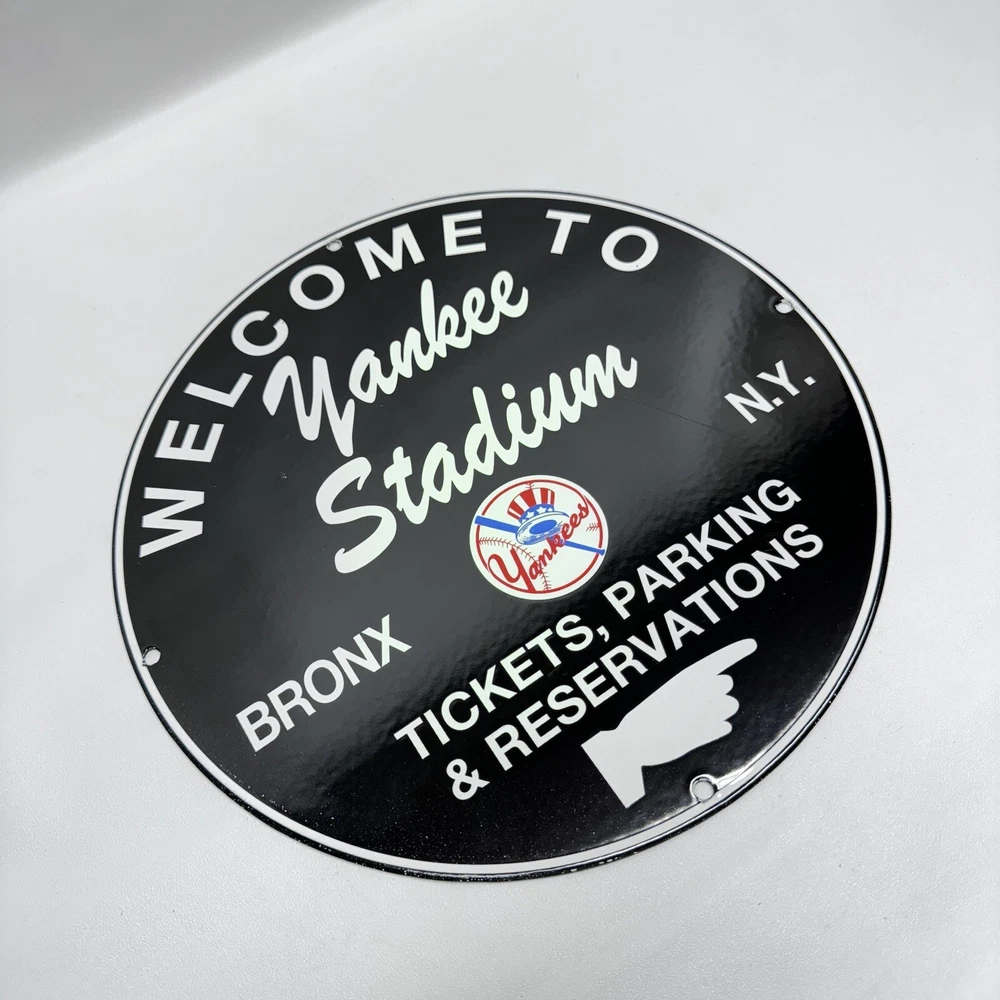 WELCOME TO
Yankee
Stadium
N.Y.
Yankees
BRONX
TICKETS, PARKING
& RESERVATIONS